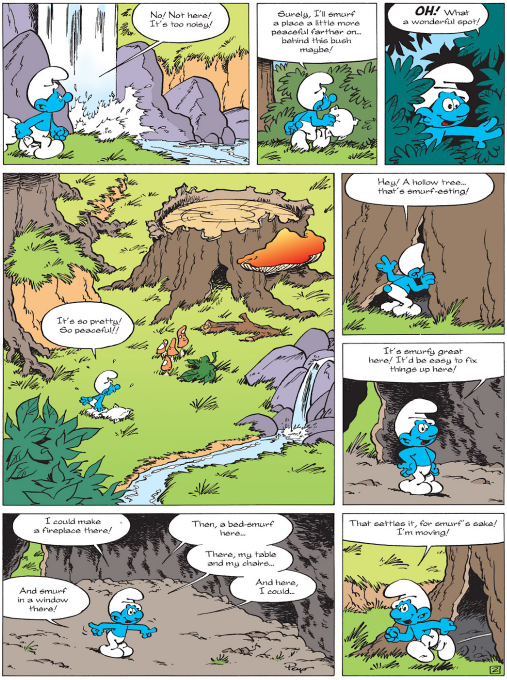 No! Not here!
It's too noisy!
Surely, I'll smurf
a place a little more
peaceful farther on...
behind this bush
maybe!
OH! What
a wonderful spot!
It's so pretty!
So peaceful!!
Hey! A hollow tree...
that's smurf-esting!
It's smurfy great
here! It'd be easy to fix
things up here!
I could make
a fireplace there!
Then, a bed-smurf
here...
There, my table
and my chairs...
And here,
I could...
And smurf
in a window
there!
Peyo
That settles it, for smurf's sake!
I'm moving!
2